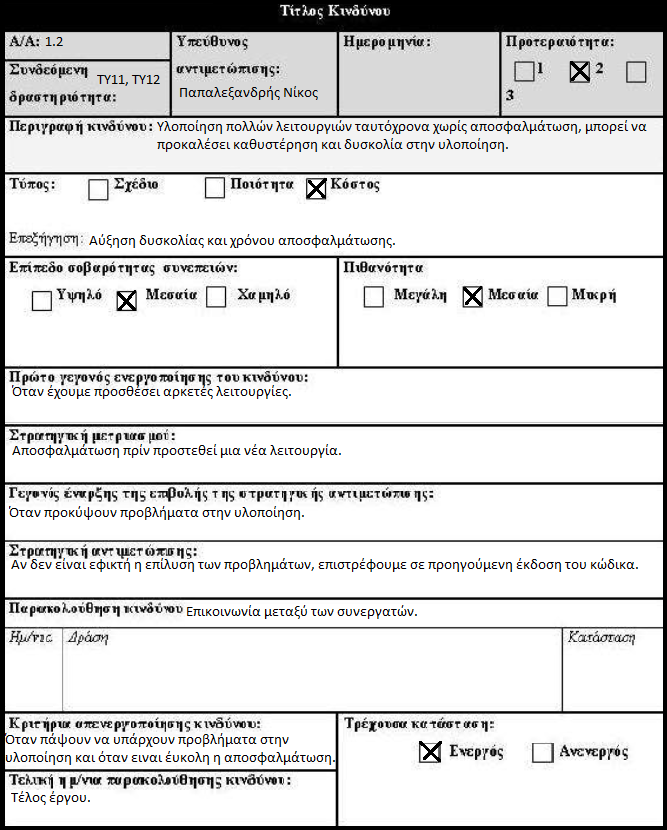 Τίτλος Κινδύνου
Α/Α: 1.2
Υπεύθυνος αντιμετώπισης:
Παπαλεξανδρής Νίκος
Ημερομηνία:
Προτεραιότητα:
1 2
3
Συνδεόμενη δραστηριότητα: ΤΥ11, ΤΥ12
Περιγραφή κινδύνου: Υλοποίηση πολλών λειτουργιών ταυτόχρονα χωρίς αποσφαλμάτωση, μπορεί να
προκαλέσει καθυστέρηση και δυσκολία στην υλοποίηση.
Τύπος: Σχέδιο Ποιότητα Κόστος
Επεξήγηση: Αύξηση δυσκολίας και χρόνου αποσφαλμάτωσης.
Επίπεδο σοβαρότητας συνεπειών:
Υψηλό Μεσαία Χαμηλό
Πιθανότητα
Μεγάλη Μεσαία Μικρή
Πρώτο γεγονός ενεργοποίησης του κινδύνου:
Όταν έχουμε προσθέσει αρκετές λειτουργίες.
Στρατηγική μετριασμού:
Αποσφαλμάτωση πρίν προστεθεί μια νέα λειτουργία.
Γεγονός έναρξης της επιβολής της στρατηγικής αντιμετώπισης:
Όταν προκύψουν προβλήματα στην υλοποίηση.
Στρατηγική αντιμετώπισης:
Αν δεν είναι εφικτή η επίλυση των προβλημάτων, επιστρέφουμε σε προηγούμενη έκδοση του κώδικα.
Παρακολούθηση κινδύνου Επικοινωνία μεταξύ των συνεργατών.
Ημ/νια Δράση Κατάσταση
Κριτήρια απενεργοποίησης κινδύνου:
Όταν πάψουν να υπάρχουν προβλήματα στην
υλοποίηση και όταν ειναι έυκολη η αποσφαλμάτωση.
Τρέχουσα κατάσταση:
Ενεργός Ανενεργός
Τελική ημ/νια παρακολούθησης κινδύνου:
Τέλος έργου.